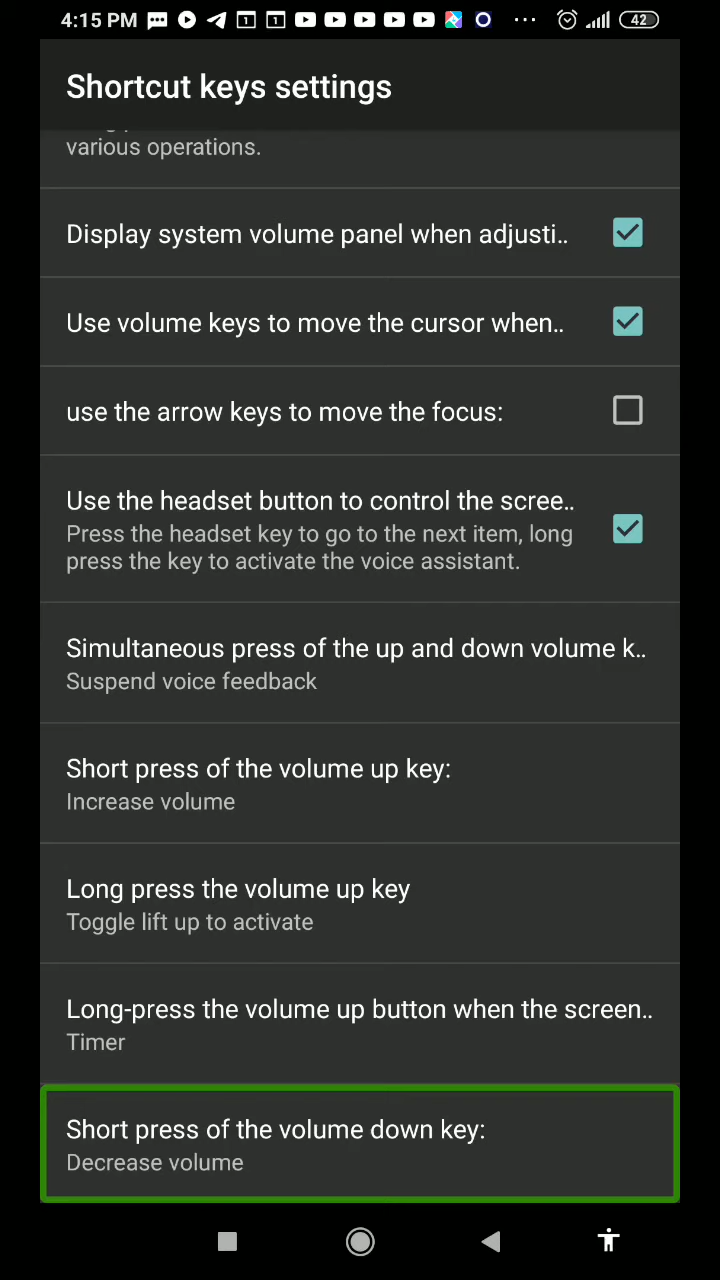 4:15 PM 1 1 ... 42
Shortcut keys settings
various operations.
Display system volume panel when adjusti..
Use volume keys to move the cursor when..
use the arrow keys to move the focus:
Use the headset button to control the scree..
Press the headset key to go to the next item, long
press the key to activate the voice assistant.
Simultaneous press of the up and down volume k..
Suspend voice feedback
Short press of the volume up key:
Increase volume
Long press the volume up key
Toggle lift up to activate
Long-press the volume up button when the screen..
Timer
Short press of the volume down key:
Decrease volume